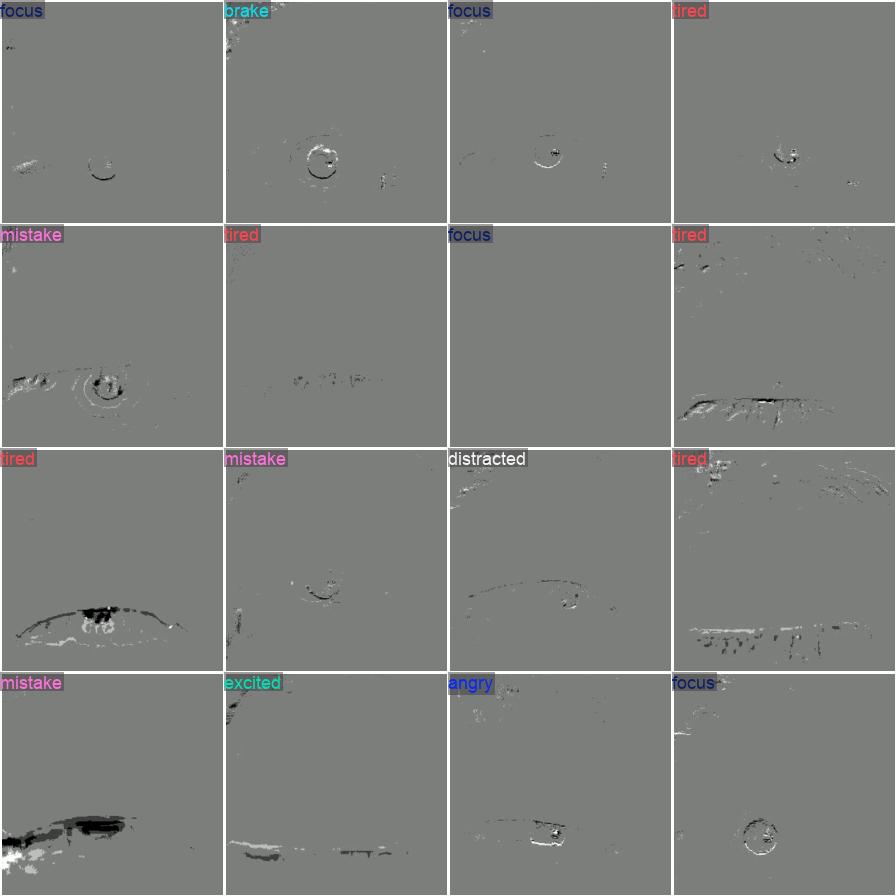 focus
brake
focus
tired
mistake
tired
focus
tired
tired
mistake
distracted
tired
mistake
excited
angry
focus